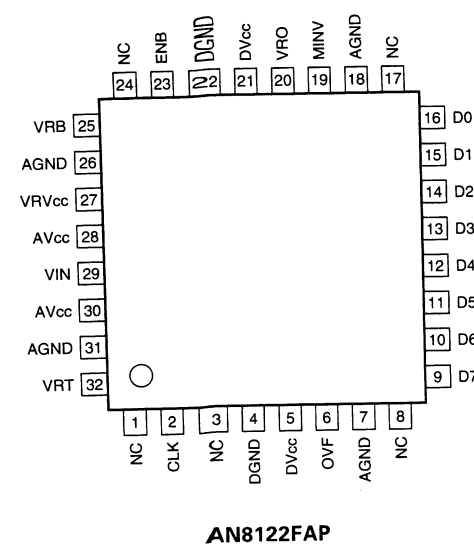 NC ENB DGND DVcc VRO MINV AGND NC
24 23 22 21 20 19 18 17
VRB 25 16 D0
AGND 26 15 D1
VRVcc 27 14 D2
AVcc 28 13 D3
VIN 29 12 D4
AVcc 30 11 D5
AGND 31 10 D6
VRT 32 9 D7
1 2 3 4 5 6 7 8
NC CLK NC DGND DVcc OVF AGND NC
AN8122FAP